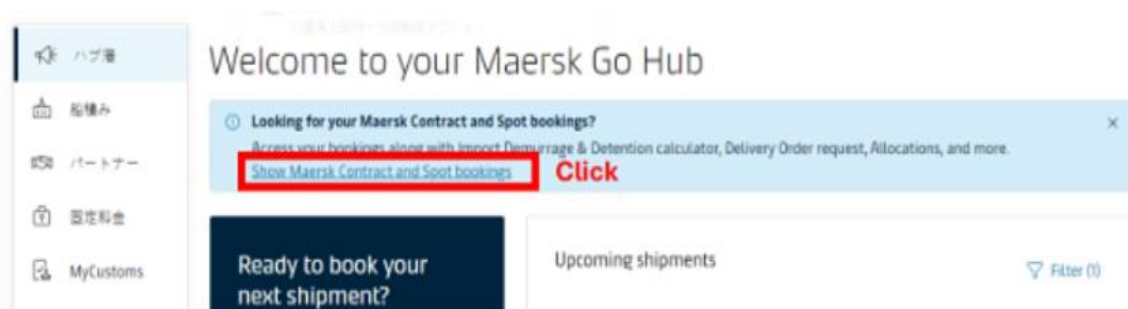 ハブ港
Welcome to your Maersk Go Hub
船積み
Looking for your Maersk Contract and Spot bookings?
Access your bookings along with Import Demurrage & Detention calculator, Delivery Order request, Allocations, and more.
Show Maersk Contract and Spot bookings
Click
パートナー
固定料金
MyCustoms
Ready to book your
next shipment?
Upcoming shipments
Filter (1)